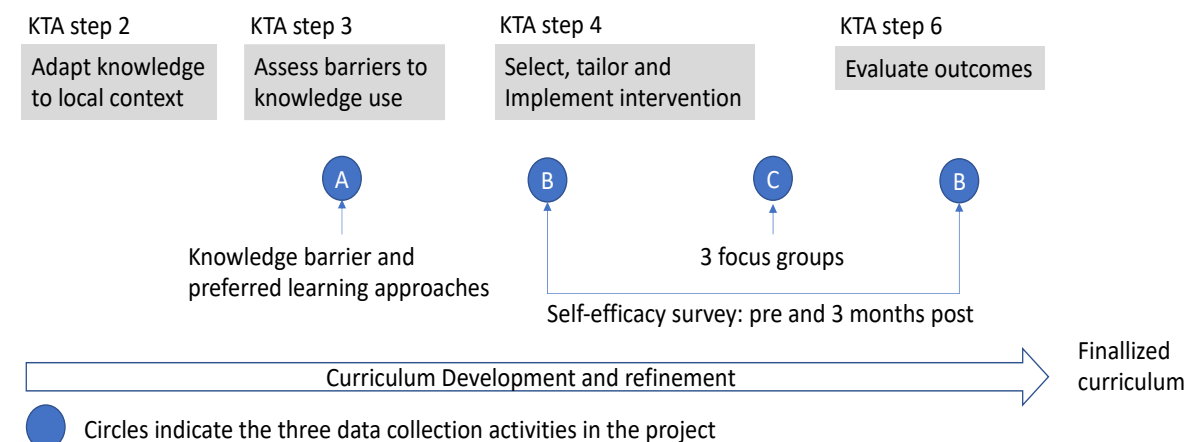 KTA step 2
KTA step 3
KTA step 4
KTA step 6
Adapt knowledge
to local context
Assess barriers to
knowledge use
Select, tailor and
Implement intervention
Evaluate outcomes
A
B
C
B
Knowledge barrier and
preferred learning approaches
3 focus groups
Self-efficacy survey: pre and 3 months post
Curriculum Development and refinement
Finallized
curriculum
Circles indicate the three data collection activities in the project